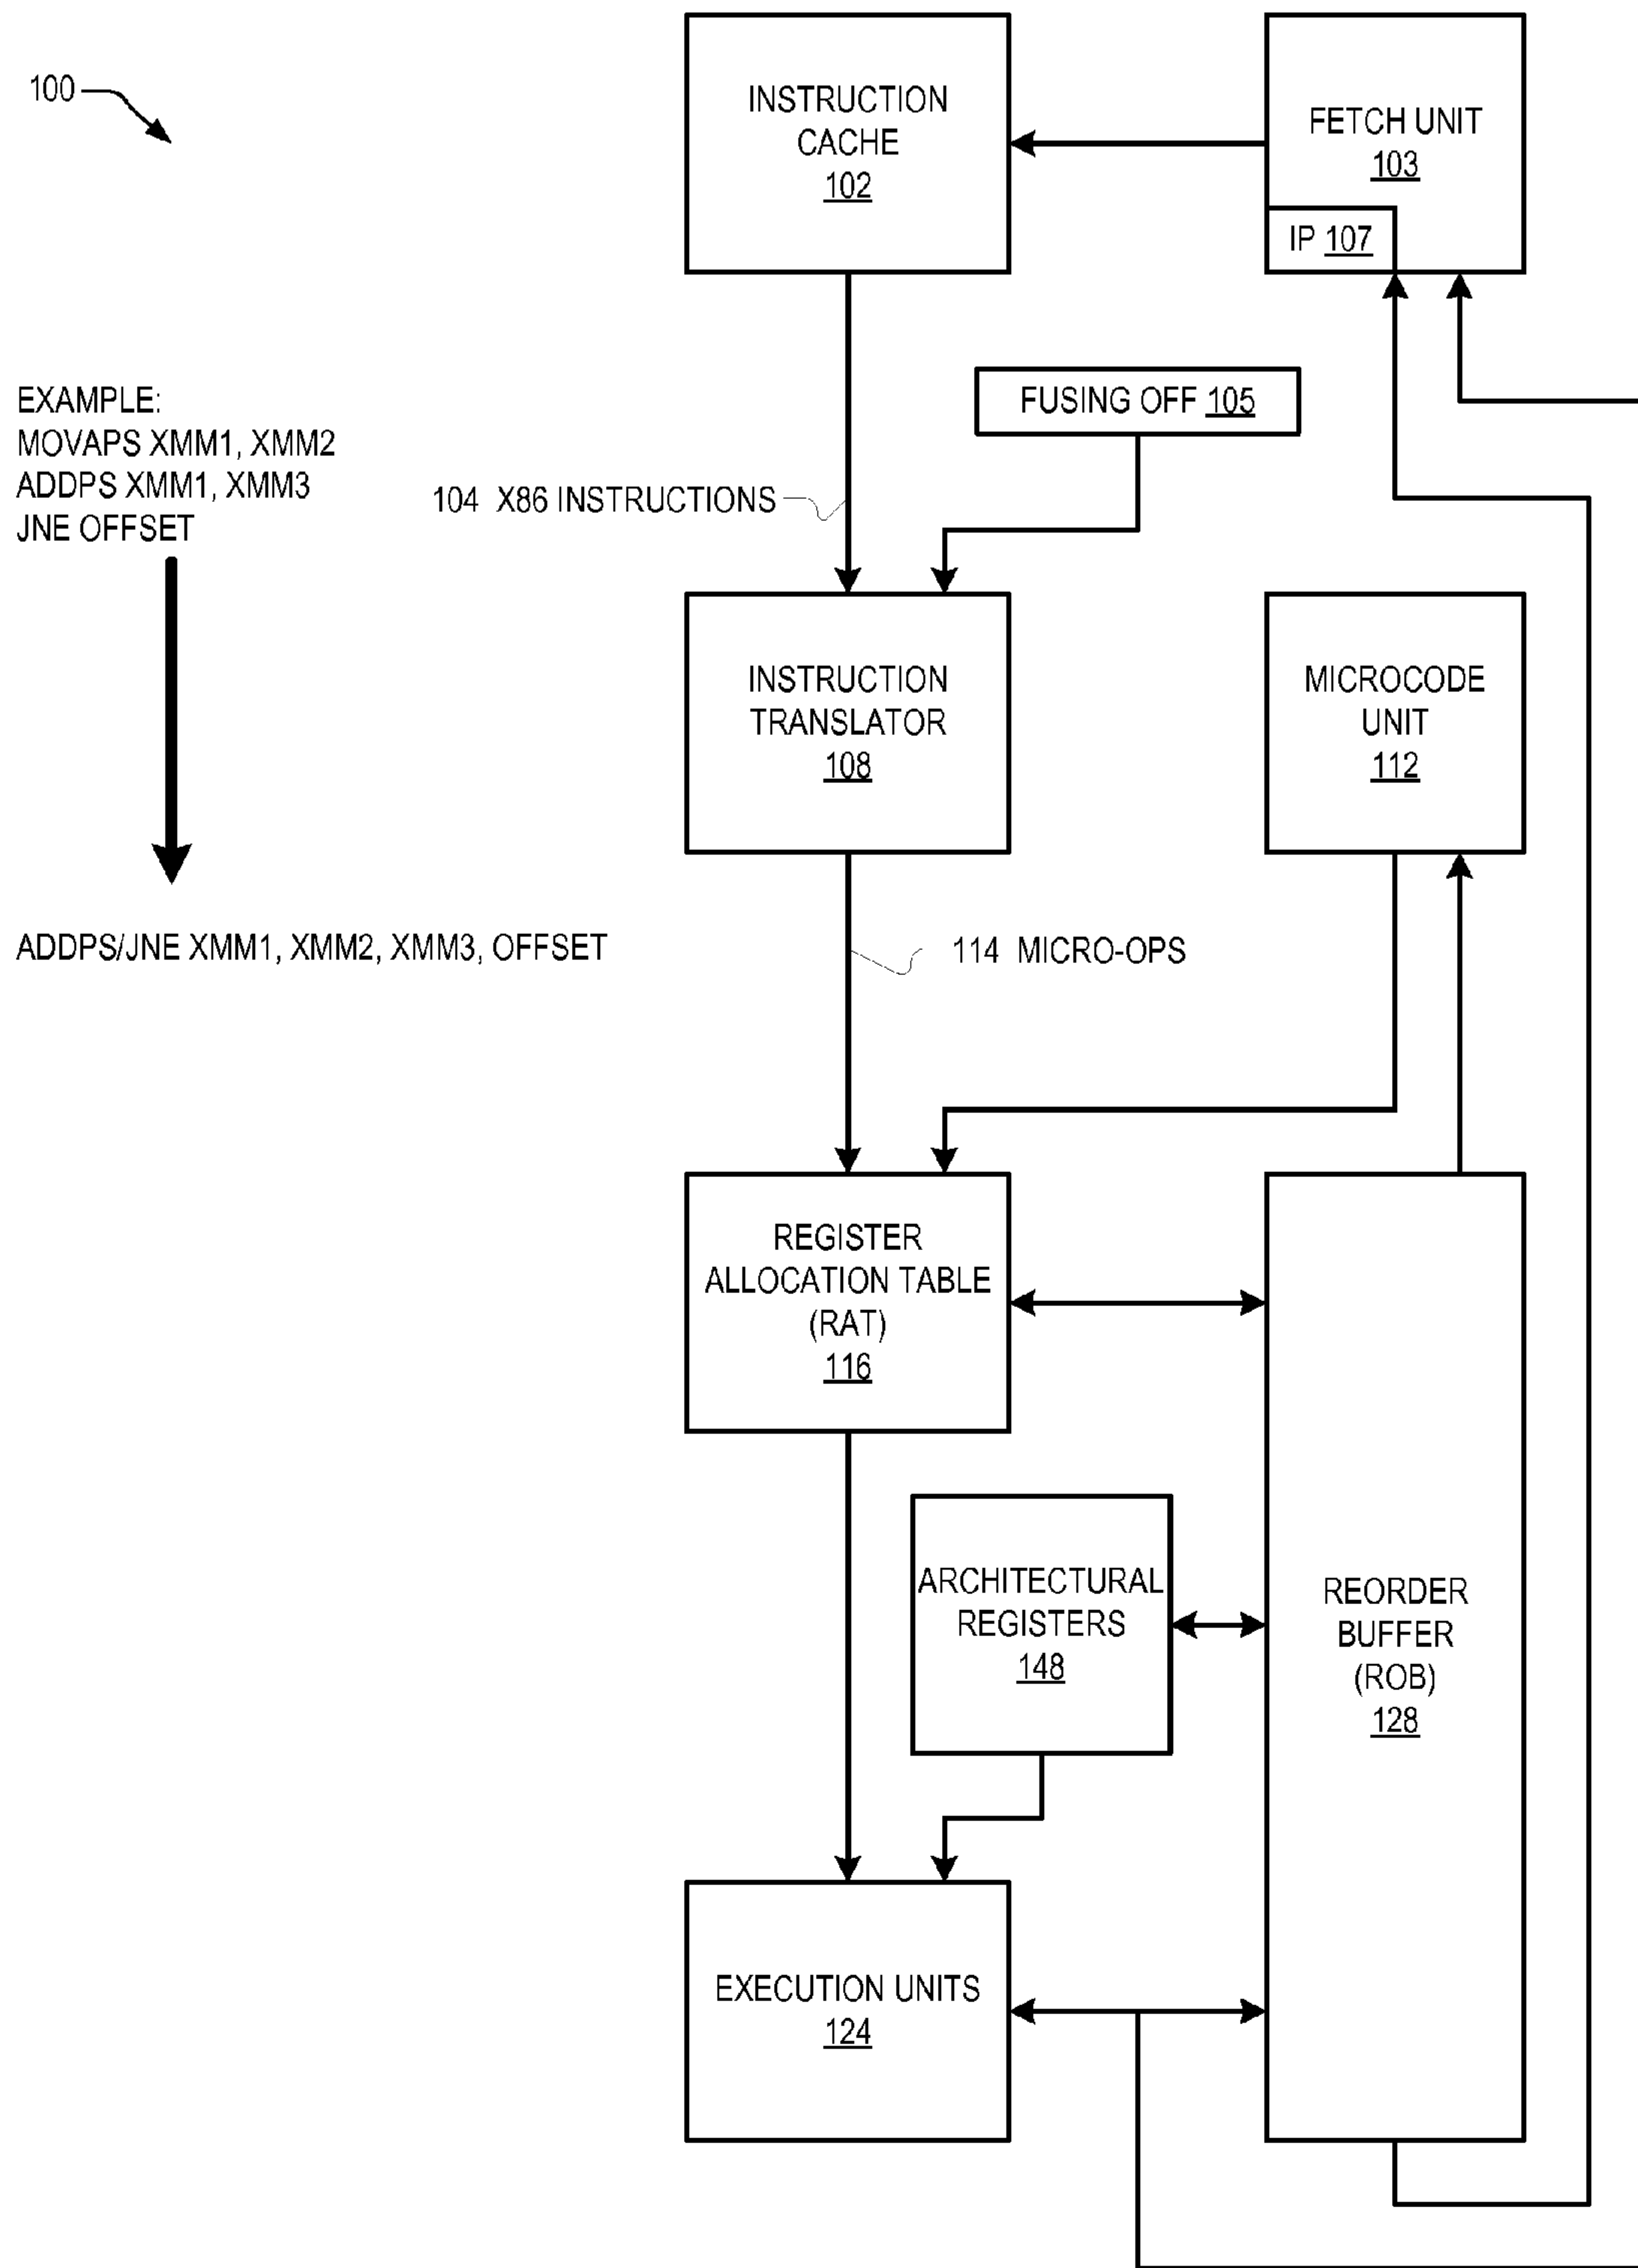 100
INSTRUCTION
CACHE
102
FETCH UNIT
103
IP 107
FUSING OFF 105
EXAMPLE:
MOVAPS XMM1, XMM2
ADDPS XMM1, XMM3
JNE OFFSET
104 X86 INSTRUCTIONS
INSTRUCTION
TRANSLATOR
108
MICROCODE
UNIT
112
ADDPS/JNE XMM1, XMM2, XMM3, OFFSET
114 MICRO-OPS
REGISTER
ALLOCATION TABLE
(RAT)
116
ARCHITECTURAL
REGISTERS
148
REORDER
BUFFER
(ROB)
128
EXECUTION UNITS
124